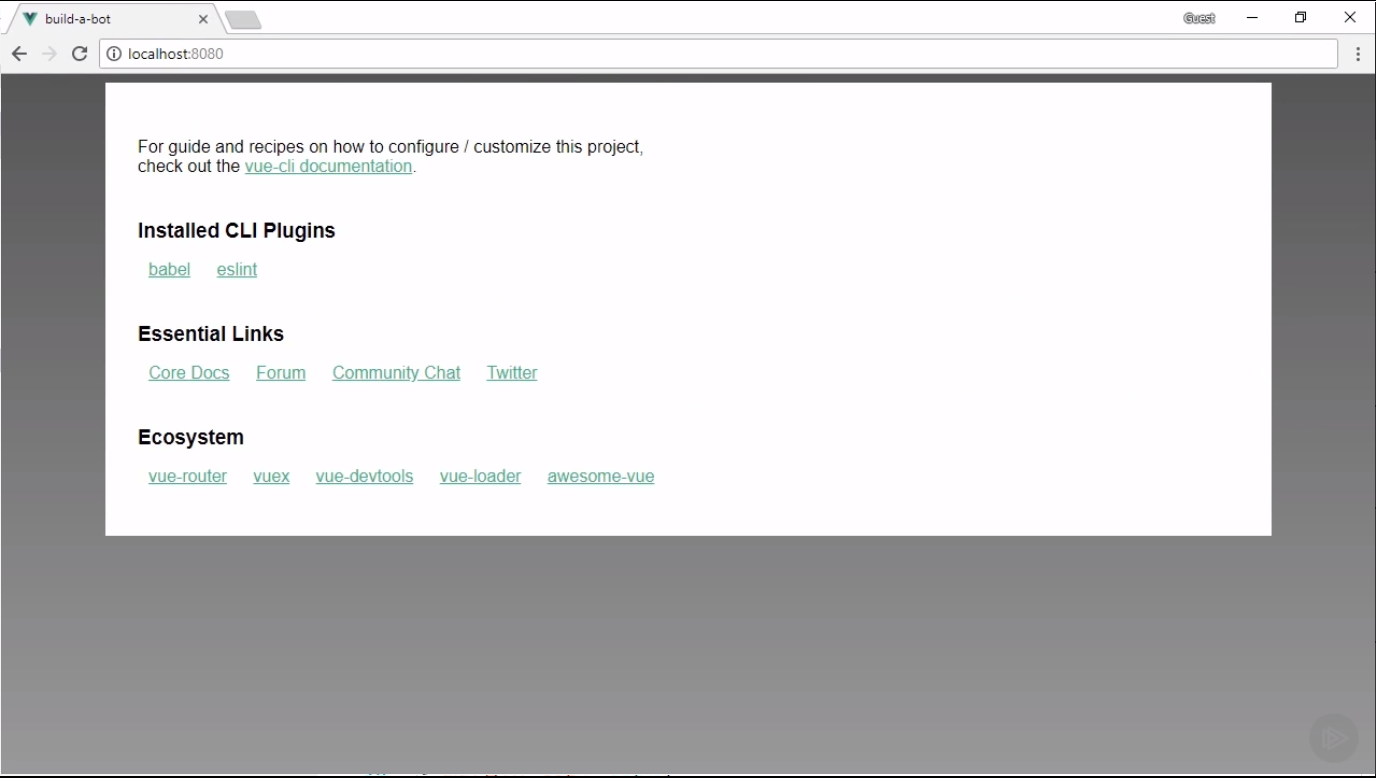 build-a-bot
Guest
localhost:8080
For guide and recipes on how to configure / customize this project,
check out the vue-cli documentation.
Installed CLI Plugins
babel eslint
Essential Links
Core Docs Forum Community Chat Twitter
Ecosystem
vue-router vuex vue-devtools vue-loader awesome-vue